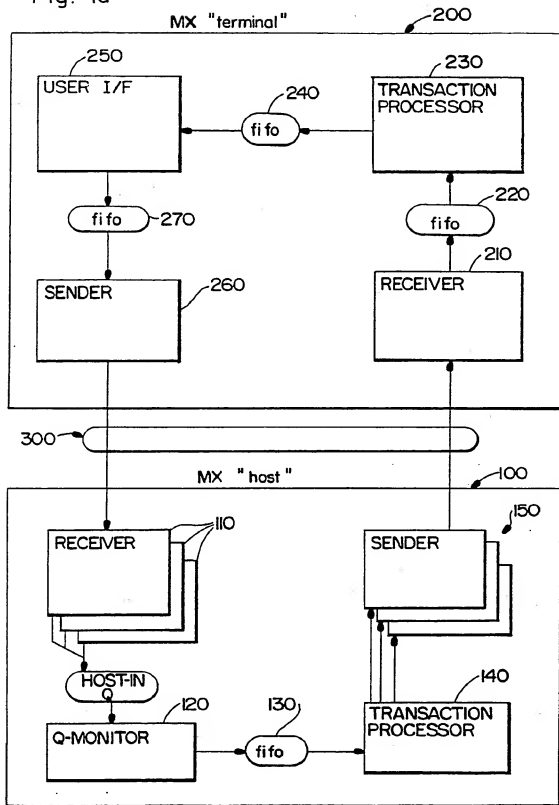 Fig. 1a
MX "terminal"
200
250
USER I/F
240
fifo
230
TRANSACTION
PROCESSOR
fifo
270
220
fifo
SENDER
260
210
RECEIVER
300
MX "host"
100
RECEIVER
110
SENDER
150
HOST-IN
Q
120
Q-MONITOR
130
fifo
140
TRANSACTION
PROCESSOR